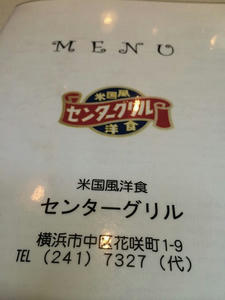 MENU
米国風
センターグリル
洋食
米国風洋食
センターグリル
横浜市中区花咲町1-9
TEL (241) 7327 (代)